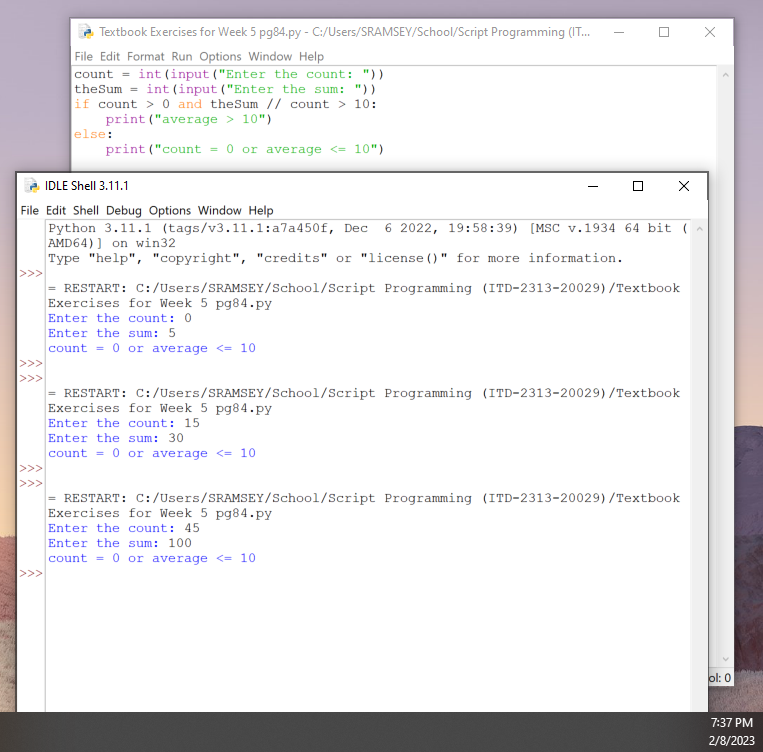 Textbook Exercises for Week 5 pg84.py - C:/Users/SRAMSEY/School/Script Programming (IT...
File Edit Format Run Options Window Help
count = int(input("Enter the count: "))
theSum = int(input("Enter the sum: "))
if count > 0 and theSum // count > 10:
    print("average > 10")
else:
    print("count = 0 or average <= 10")
IDLE Shell 3.11.1
File Edit Shell Debug Options Window Help
Python 3.11.1 (tags/v3.11.1:a7a450f, Dec  6 2022, 19:58:39) [MSC v.1934 64 bit (
AMD64)] on win32
Type "help", "copyright", "credits" or "license()" for more information.
>>>
= RESTART: C:/Users/SRAMSEY/School/Script Programming (ITD-2313-20029)/Textbook
Exercises for Week 5 pg84.py
Enter the count: 0
Enter the sum: 5
count = 0 or average <= 10
>>>
>>>
= RESTART: C:/Users/SRAMSEY/School/Script Programming (ITD-2313-20029)/Textbook
Exercises for Week 5 pg84.py
Enter the count: 15
Enter the sum: 30
count = 0 or average <= 10
>>>
>>>
= RESTART: C:/Users/SRAMSEY/School/Script Programming (ITD-2313-20029)/Textbook
Exercises for Week 5 pg84.py
Enter the count: 45
Enter the sum: 100
count = 0 or average <= 10
>>>
ol: 0
7:37 PM
2/8/2023